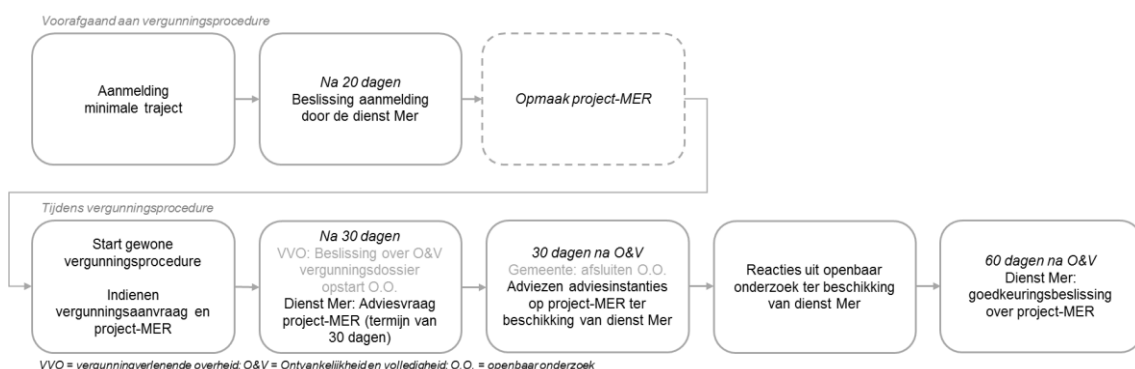 Voorafgaand aan vergunningsprocedure
Aanmelding
minimale traject
Na 20 dagen
Beslissing aanmelding
door de dienst Mer
Opmaak project-MER
Tijdens vergunningsprocedure
Start gewone
vergunningsprocedure
Indienen
vergunningsaanvraag en
project-MER
Na 30 dagen
VVO: Beslissing over O&V
vergunningsdossier
opstart O.O.
Dienst Mer: Adviesvraag
project-MER (termijn van
30 dagen)
30 dagen na O&V
Gemeente: afsluiten O.O.
Adviezen adviesinstanties
op project-MER ter
beschikking van dienst Mer
Reacties uit openbaar
onderzoek ter beschikking
van dienst Mer
60 dagen na O&V
Dienst Mer:
goedkeuringsbeslissing
over project-MER
VVO = vergunningverlenende overheid; O&V = Ontvankelijkheid en volledigheid; O.O. = openbaar onderzoek